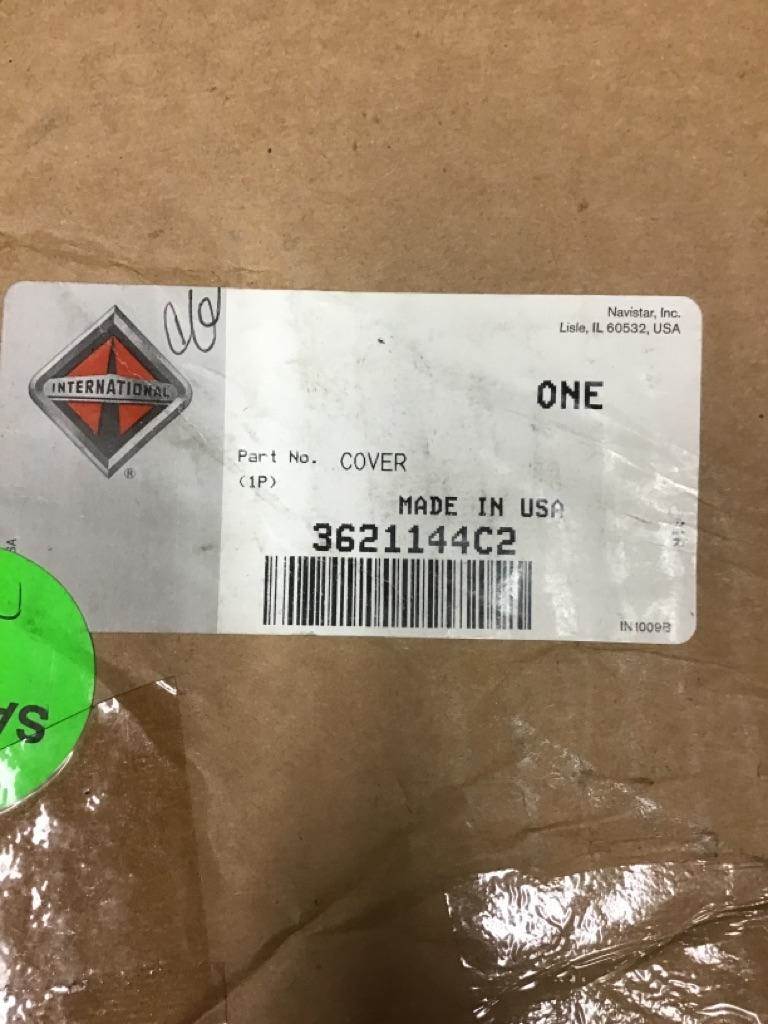 Navistar, Inc.
Lisle, IL 60532, USA
INTERNATIONAL
®
ONE
Part No. COVER
(1P)
MADE IN USA
3621144C2
IN1009B